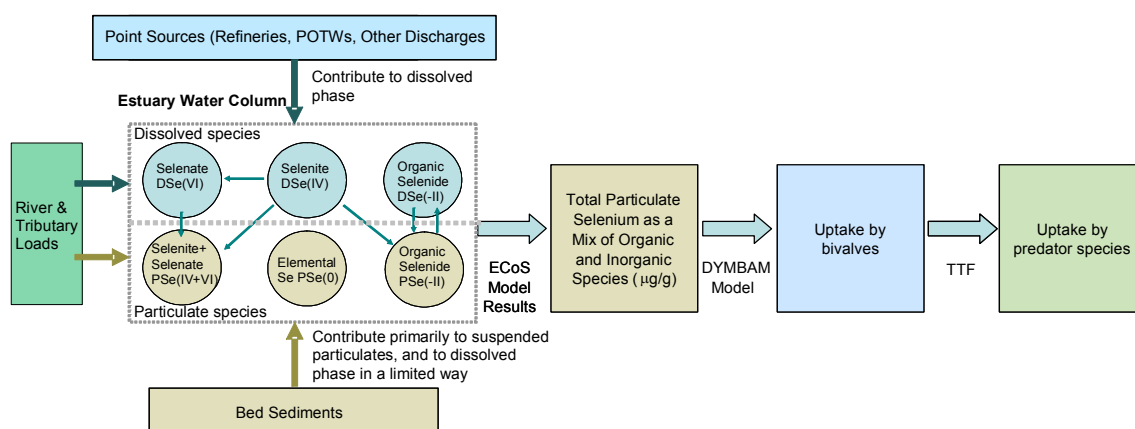 Point Sources (Refineries, POTWs, Other Discharges
Contribute to dissolved
phase
Estuary Water Column
Dissolved species
Selenate
DSe(VI)
Selenite
DSe(IV)
Organic
Selenide
DSe(-II)
River &
Tributary
Loads
Selenite+
Selenate
PSe(IV+VI)
Elemental
Se PSe(0)
Organic
Selenide
PSe(-II)
Particulate species
ECoS
Model
Results
Total Particulate
Selenium as a
Mix of Organic
and Inorganic
Species (µg/g)
DYMBAM
Model
Uptake by
bivalves
TTF
Uptake by
predator species
Contribute primarily to suspended
particulates, and to dissolved
phase in a limited way
Bed Sediments